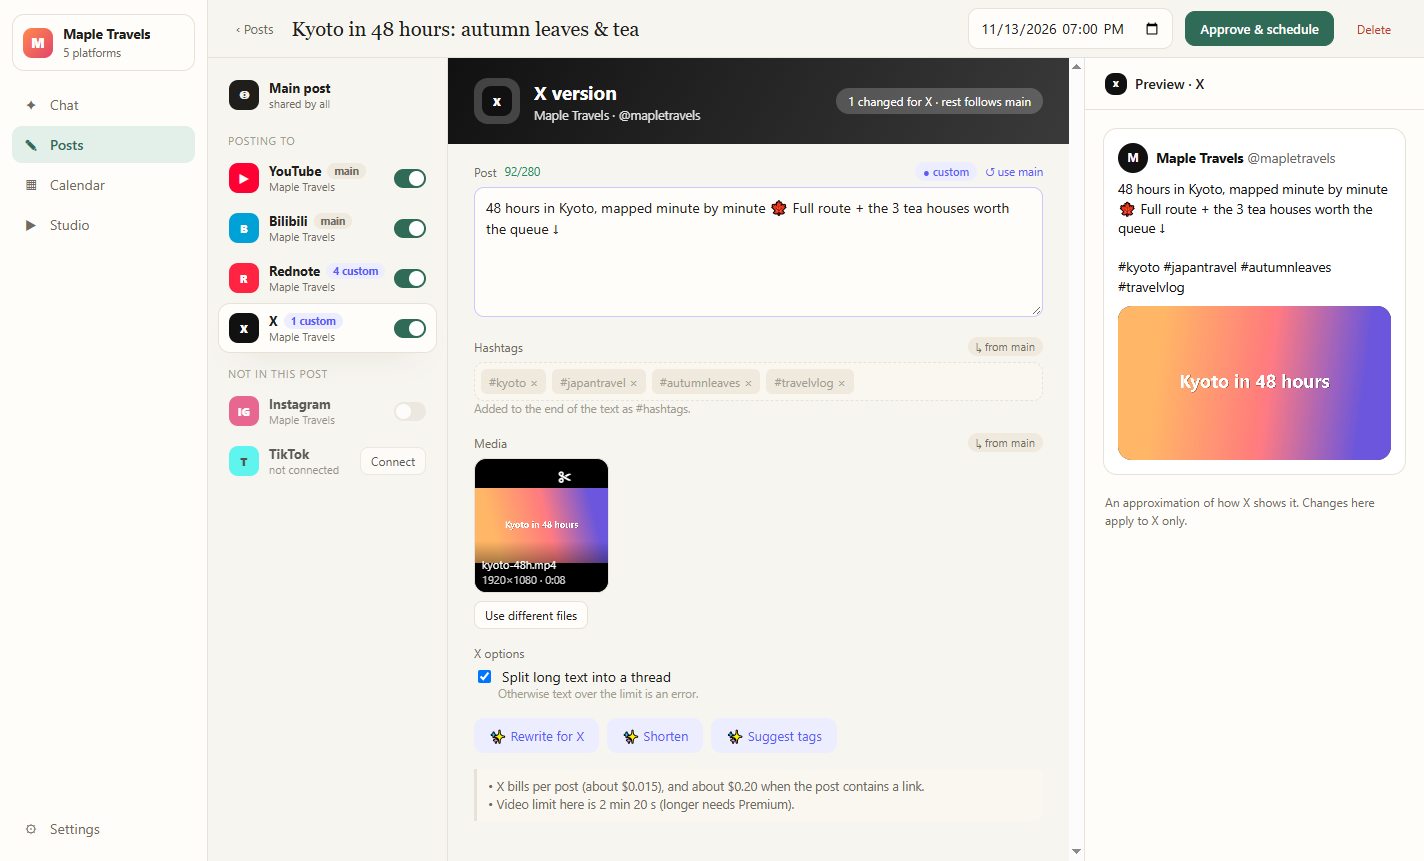 M
Maple Travels
5 platforms
Chat
Posts
Calendar
Studio
Settings
‹ Posts
Kyoto in 48 hours: autumn leaves & tea
11/13/2026 07:00 PM
Approve & schedule
Delete
Main post
shared by all
POSTING TO
YouTube main
Maple Travels
B
Bilibili main
Maple Travels
R
Rednote 4 custom
Maple Travels
X
X 1 custom
Maple Travels
NOT IN THIS POST
IG
Instagram
Maple Travels
T
TikTok
not connected
Connect
X
X version
Maple Travels · @mapletravels
1 changed for X · rest follows main
Post 92/280
● custom
↺ use main
48 hours in Kyoto, mapped minute by minute 🍁 Full route + the 3 tea houses worth
the queue ↓
Hashtags
↳ from main
#kyoto × #japantravel × #autumnleaves × #travelvlog ×
Added to the end of the text as #hashtags.
Media
↳ from main
Kyoto in 48 hours
kyoto-48h.mp4
1920×1080 · 0:08
Use different files
X options
Split long text into a thread
Otherwise text over the limit is an error.
✨ Rewrite for X
✨ Shorten
✨ Suggest tags
• X bills per post (about $0.015), and about $0.20 when the post contains a link.
• Video limit here is 2 min 20 s (longer needs Premium).
X
Preview · X
M
Maple Travels @mapletravels
48 hours in Kyoto, mapped minute by minute
🍁 Full route + the 3 tea houses worth the
queue ↓
#kyoto #japantravel #autumnleaves
#travelvlog
Kyoto in 48 hours
An approximation of how X shows it. Changes here
apply to X only.